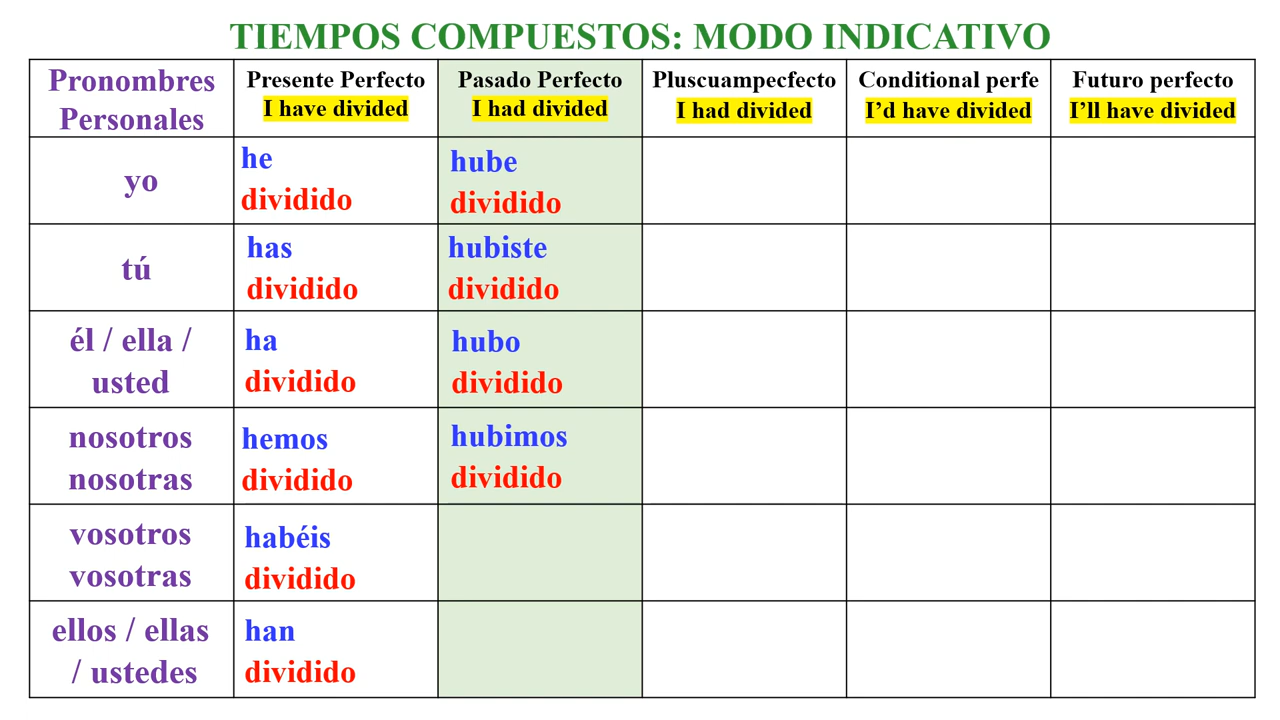 TIEMPOS COMPUESTOS: MODO INDICATIVO
Pronombres
Personales
Presente Perfecto
I have divided
Pasado Perfecto
I had divided
Pluscuampecfecto
I had divided
Conditional perfe
I'd have divided
Futuro perfecto
I'll have divided
yo
he
dividido
hube
dividido
tú
has
dividido
hubiste
dividido
él / ella /
usted
ha
dividido
hubo
dividido
nosotros
nosotras
hemos
dividido
hubimos
dividido
vosotros
vosotras
habéis
dividido
ellos / ellas
/ ustedes
han
dividido